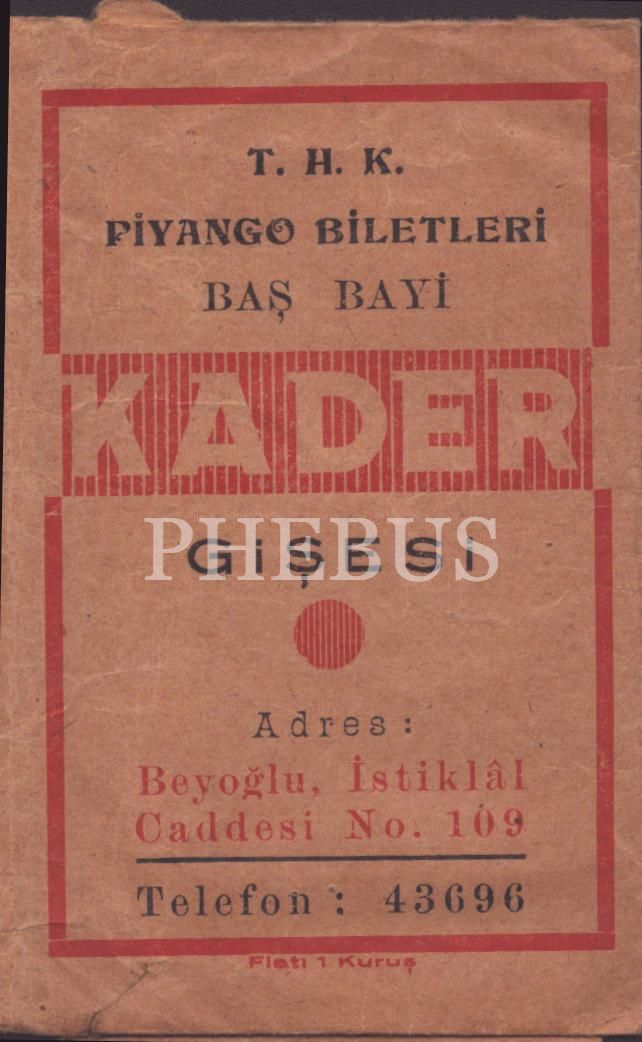 T. H. K.
PİYANGO BİLETLERİ
BAŞ BAYİ
KADER
GİŞESİ
PHEBUS
Adres :
Beyoğlu, İstiklâl
Caddesi No. 109
Telefon : 43696
Fiatı 1 Kuruş